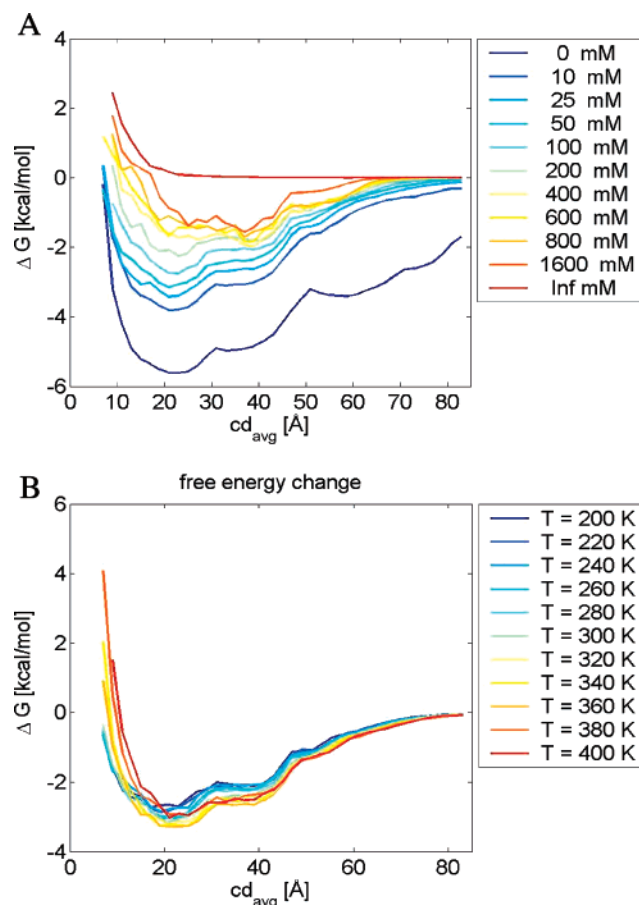 A
4
2
0
-2
-4
-6
Δ G [kcal/mol]
0 10 20 30 40 50 60 70 80
cd_avg [Å]
0 mM
10 mM
25 mM
50 mM
100 mM
200 mM
400 mM
600 mM
800 mM
1600 mM
Inf mM
B
free energy change
6
4
2
0
-2
-4
Δ G [kcal/mol]
0 20 40 60 80
cd_avg [Å]
T = 200 K
T = 220 K
T = 240 K
T = 260 K
T = 280 K
T = 300 K
T = 320 K
T = 340 K
T = 360 K
T = 380 K
T = 400 K